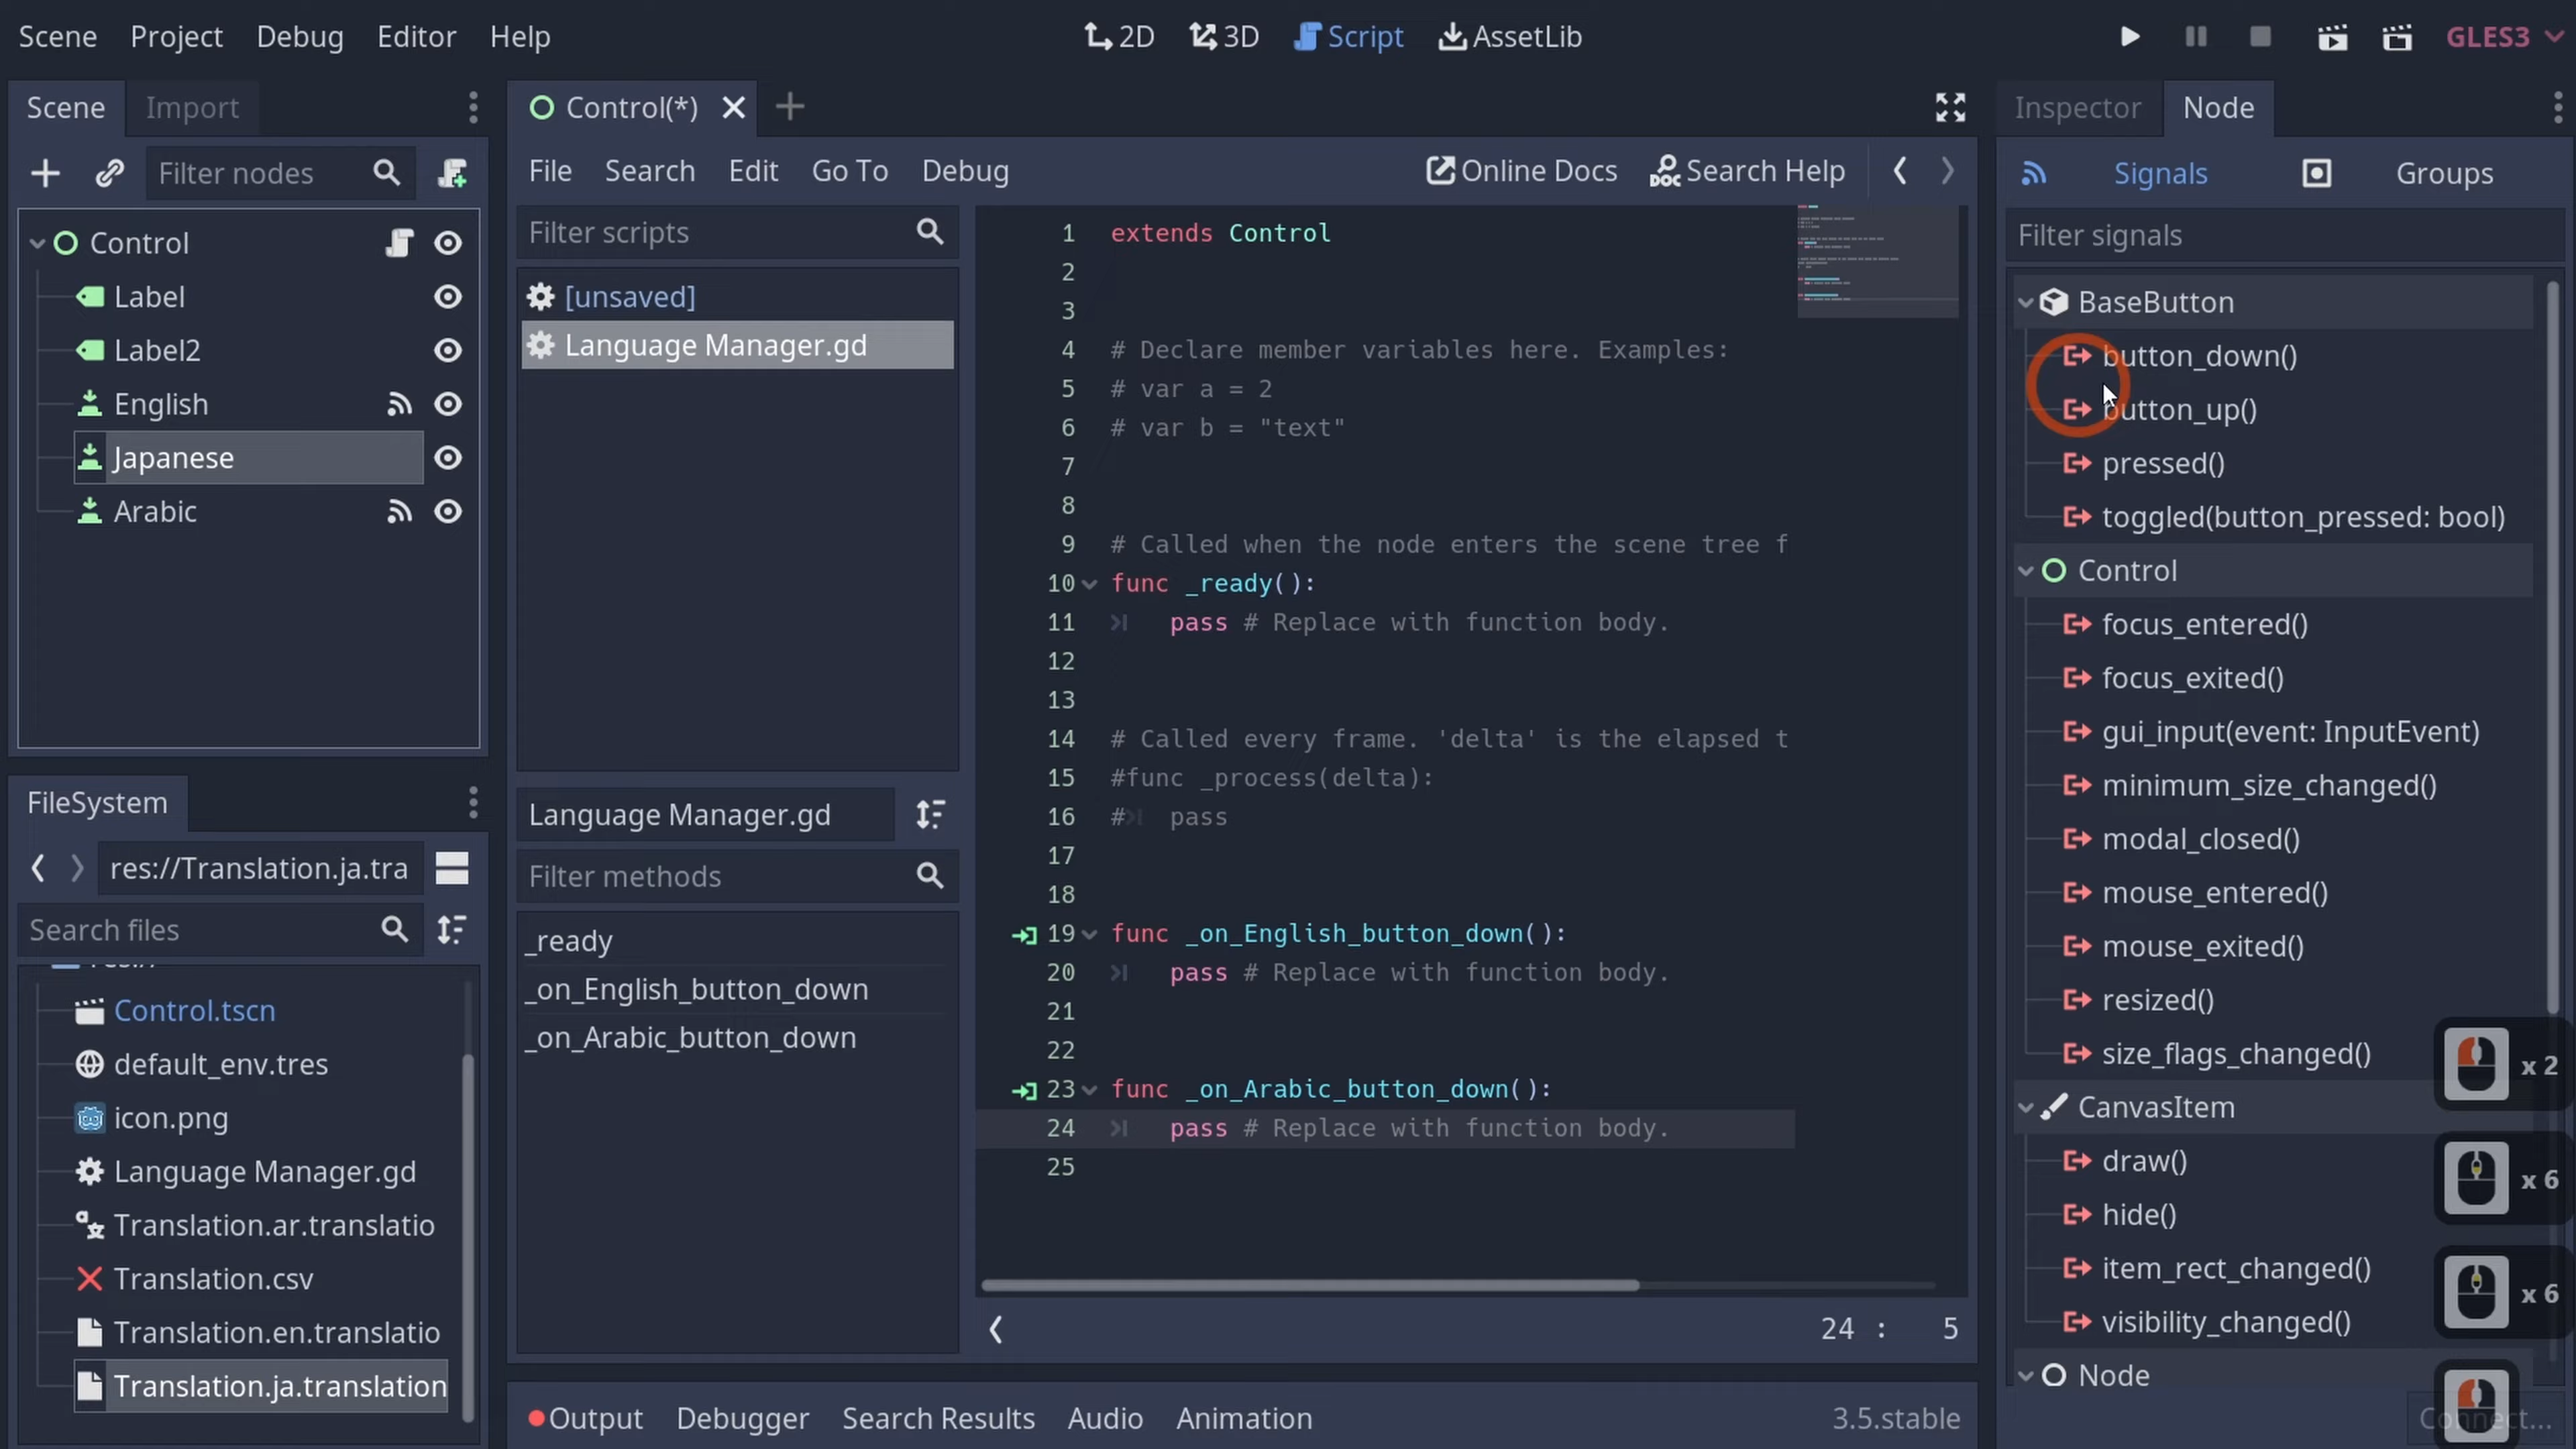 Scene Project Debug Editor Help
2D 3D Script AssetLib
GLES3
Scene Import
Filter nodes
Control
Label
Label2
English
Japanese
Arabic
FileSystem
res://Translation.ja.tra
Search files
Control.tscn
default_env.tres
icon.png
Language Manager.gd
Translation.ar.translatio
Translation.csv
Translation.en.translatio
Translation.ja.translation
Control(*)
File Search Edit Go To Debug
Online Docs Search Help
Filter scripts
[unsaved]
Language Manager.gd
Language Manager.gd
Filter methods
_ready
_on_English_button_down
_on_Arabic_button_down
1 extends Control
2
3
4 # Declare member variables here. Examples:
5 # var a = 2
6 # var b = "text"
7
8
9 # Called when the node enters the scene tree f
10 func _ready():
11 pass # Replace with function body.
12
13
14 # Called every frame. 'delta' is the elapsed t
15 #func _process(delta):
16 # pass
17
18
19 func _on_English_button_down():
20 pass # Replace with function body.
21
22
23 func _on_Arabic_button_down():
24 pass # Replace with function body.
25
24 : 5
Output Debugger Search Results Audio Animation
3.5.stable
Inspector Node
Signals Groups
Filter signals
BaseButton
button_down()
button_up()
pressed()
toggled(button_pressed: bool)
Control
focus_entered()
focus_exited()
gui_input(event: InputEvent)
minimum_size_changed()
modal_closed()
mouse_entered()
mouse_exited()
resized()
size_flags_changed()
CanvasItem
draw()
hide()
item_rect_changed()
visibility_changed()
Node
x 2
x 6
x 6